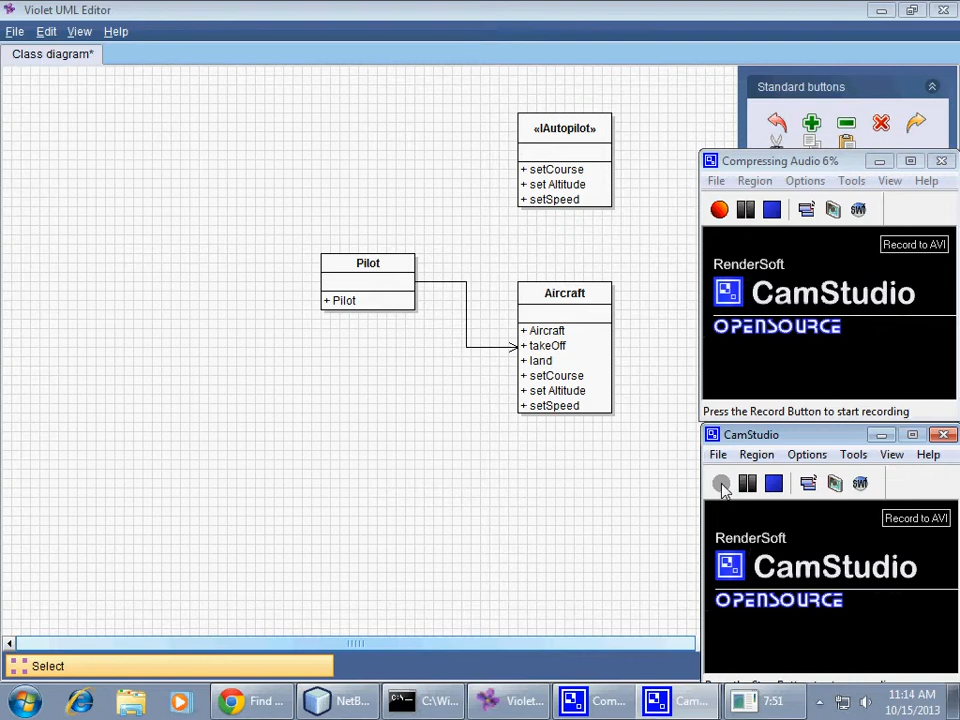 Violet UML Editor
File Edit View Help
Class diagram*
Standard buttons
«IAutopilot»
+ setCourse
+ set Altitude
+ setSpeed
Pilot
+ Pilot
Aircraft
+ Aircraft
+ takeOff
+ land
+ setCourse
+ set Altitude
+ setSpeed
Compressing Audio 6%
File Region Options Tools View Help
SWF
Record to AVI
RenderSoft
CamStudio
OPENSOURCE
Press the Record Button to start recording
CamStudio
File Region Options Tools View Help
SWF
Record to AVI
RenderSoft
CamStudio
OPENSOURCE
Select
Find ...
NetB...
C:\Wi...
Violet...
Com...
Cam...
7:51
11:14 AM
10/15/2013